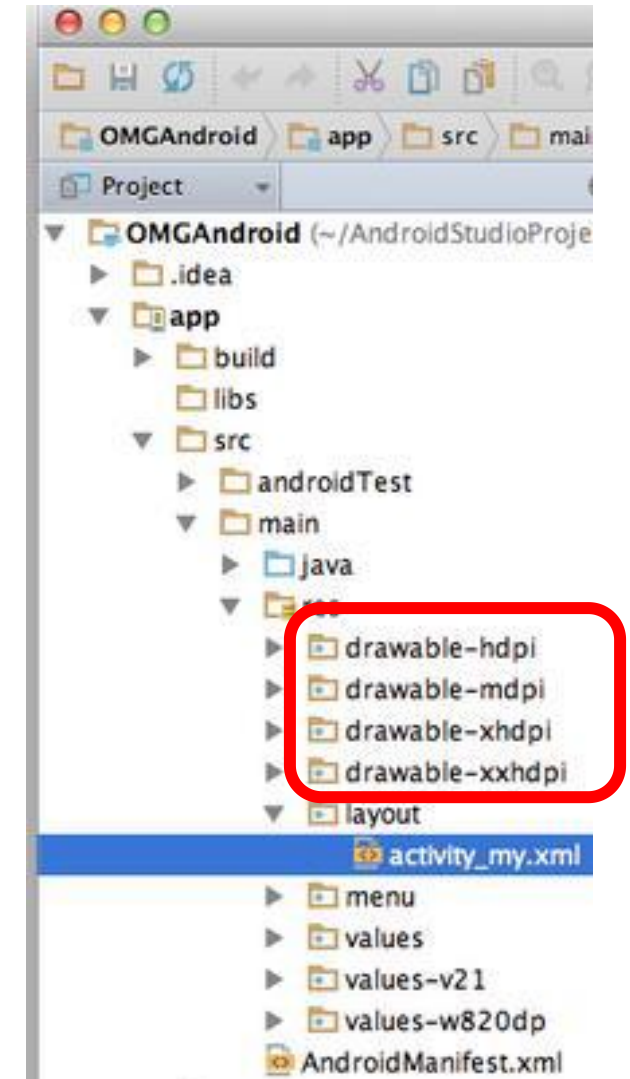 OMGAndroid app src mai
Project
OMGAndroid (~/AndroidStudioProje
.idea
app
build
libs
src
androidTest
main
java
res
drawable-hdpi
drawable-mdpi
drawable-xhdpi
drawable-xxhdpi
layout
activity_my.xml
menu
values
values-v21
values-w820dp
AndroidManifest.xml